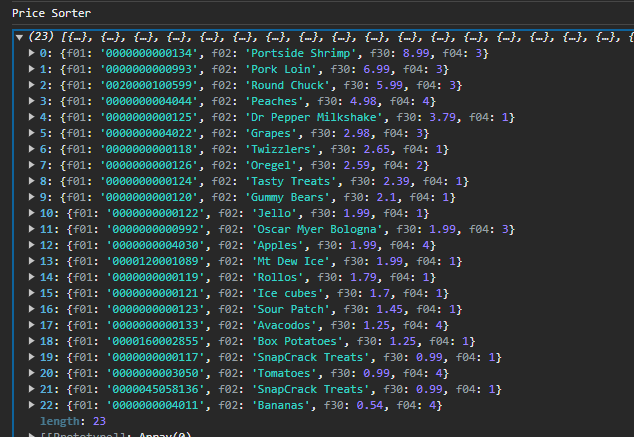 Price Sorter
(23) [{…}, {…}, {…}, {…}, {…}, {…}, {…}, {…}, {…}, {…}, {…}, {…}, {…}, {…}, {…}, {
0: {f01: '0000000000134', f02: 'Portside Shrimp', f30: 8.99, f04: 3}
1: {f01: '0000000000993', f02: 'Pork Loin', f30: 6.99, f04: 3}
2: {f01: '0020000100599', f02: 'Round Chuck', f30: 5.99, f04: 3}
3: {f01: '0000000004044', f02: 'Peaches', f30: 4.98, f04: 4}
4: {f01: '0000000000125', f02: 'Dr Pepper Milkshake', f30: 3.79, f04: 1}
5: {f01: '0000000004022', f02: 'Grapes', f30: 2.98, f04: 3}
6: {f01: '0000000000118', f02: 'Twizzlers', f30: 2.65, f04: 1}
7: {f01: '0000000000126', f02: 'Oregel', f30: 2.59, f04: 2}
8: {f01: '0000000000124', f02: 'Tasty Treats', f30: 2.39, f04: 1}
9: {f01: '0000000000120', f02: 'Gummy Bears', f30: 2.1, f04: 1}
10: {f01: '0000000000122', f02: 'Jello', f30: 1.99, f04: 1}
11: {f01: '0000000000992', f02: 'Oscar Myer Bologna', f30: 1.99, f04: 3}
12: {f01: '0000000004030', f02: 'Apples', f30: 1.99, f04: 4}
13: {f01: '0000120001089', f02: 'Mt Dew Ice', f30: 1.99, f04: 1}
14: {f01: '0000000000119', f02: 'Rollos', f30: 1.79, f04: 1}
15: {f01: '0000000000121', f02: 'Ice cubes', f30: 1.7, f04: 1}
16: {f01: '0000000000123', f02: 'Sour Patch', f30: 1.45, f04: 1}
17: {f01: '0000000000133', f02: 'Avacodos', f30: 1.25, f04: 4}
18: {f01: '0000160002855', f02: 'Box Potatoes', f30: 1.25, f04: 1}
19: {f01: '0000000000117', f02: 'SnapCrack Treats', f30: 0.99, f04: 1}
20: {f01: '0000000003050', f02: 'Tomatoes', f30: 0.99, f04: 4}
21: {f01: '0000045058136', f02: 'SnapCrack Treats', f30: 0.99, f04: 1}
22: {f01: '0000000004011', f02: 'Bananas', f30: 0.54, f04: 4}
length: 23
[[Prototype]]: Array(0)